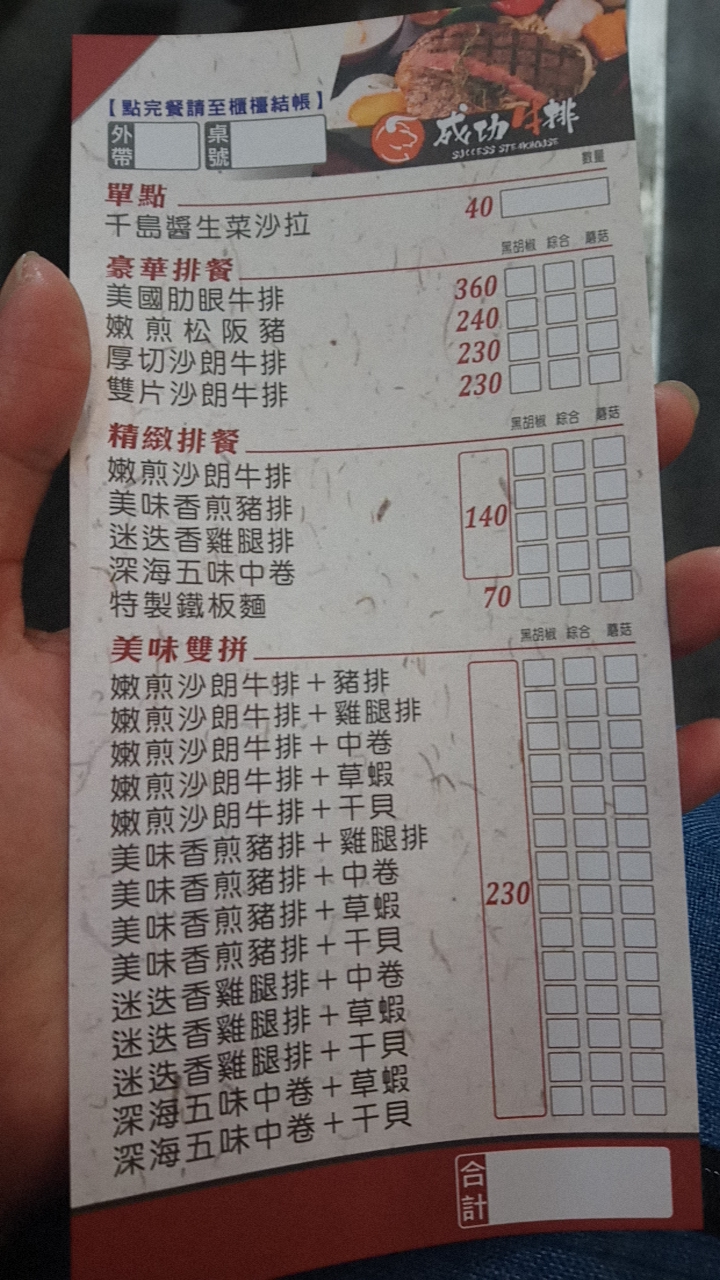 【點完餐請至櫃檯結帳】
外帶
桌號
成功牛排
SUCCESS STEAKHOUSE
數量
單點
千島醬生菜沙拉 40
黑胡椒 綜合 蘑菇
豪華排餐
美國肋眼牛排 360
嫩煎松阪豬 240
厚切沙朗牛排 230
雙片沙朗牛排 230
黑胡椒 綜合 蘑菇
精緻排餐
嫩煎沙朗牛排
美味香煎豬排
140
迷迭香雞腿排
深海五味中卷
特製鐵板麵 70
黑胡椒 綜合 蘑菇
美味雙拼
嫩煎沙朗牛排+豬排
嫩煎沙朗牛排+雞腿排
嫩煎沙朗牛排+中卷
嫩煎沙朗牛排+草蝦
嫩煎沙朗牛排+干貝
美味香煎豬排+雞腿排
美味香煎豬排+中卷
230
美味香煎豬排+草蝦
美味香煎豬排+干貝
迷迭香雞腿排+中卷
迷迭香雞腿排+草蝦
迷迭香雞腿排+干貝
深海五味中卷+草蝦
深海五味中卷+干貝
合計